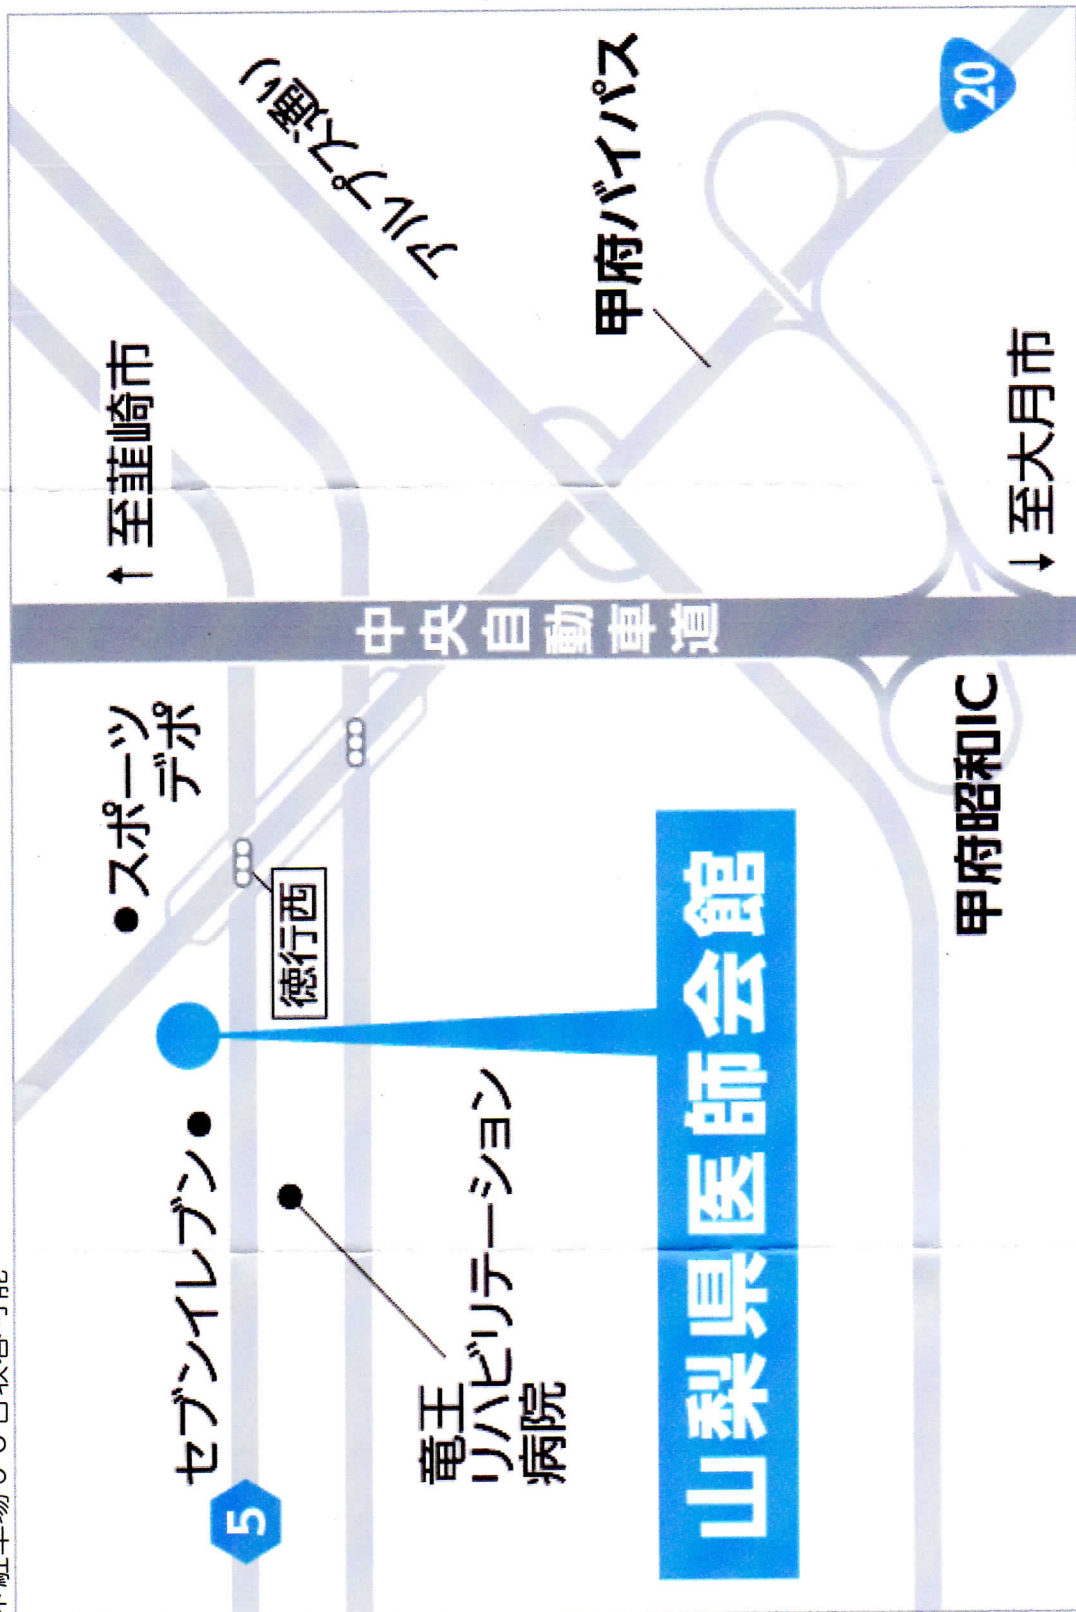 ↑ 至韮崎市
アルプス通り
スポーツ
デポ
セブンイレブン
5
徳行西
甲府バイパス
20
竜王
リハビリテーション
病院
中央自動車道
山梨県医師会館
甲府昭和IC
↓ 至大月市